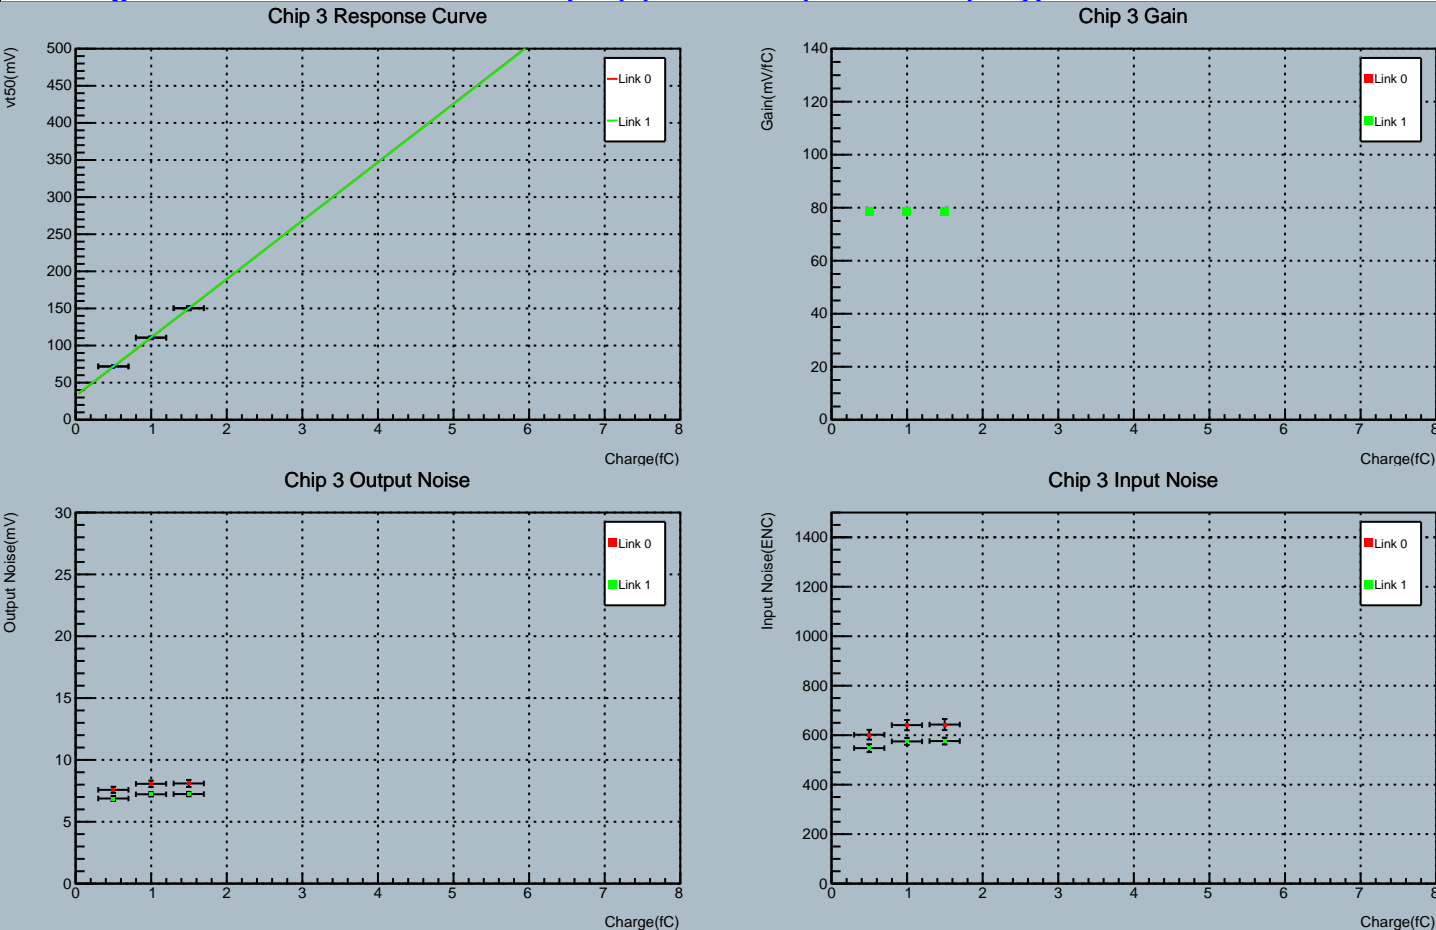 Chip 3 Response Curve
vt50(mV)
500
450
400
350
300
250
200
150
100
50
0
0 1 2 3 4 5 6 7 8
Charge(fC)
Link 0
Link 1
Chip 3 Gain
Gain(mV/fC)
140
120
100
80
60
40
20
0
0 1 2 3 4 5 6 7 8
Charge(fC)
Link 0
Link 1
Chip 3 Output Noise
Output Noise(mV)
30
25
20
15
10
5
0
0 1 2 3 4 5 6 7 8
Charge(fC)
Link 0
Link 1
Chip 3 Input Noise
Input Noise(ENC)
1400
1200
1000
800
600
400
200
0
0 1 2 3 4 5 6 7 8
Charge(fC)
Link 0
Link 1